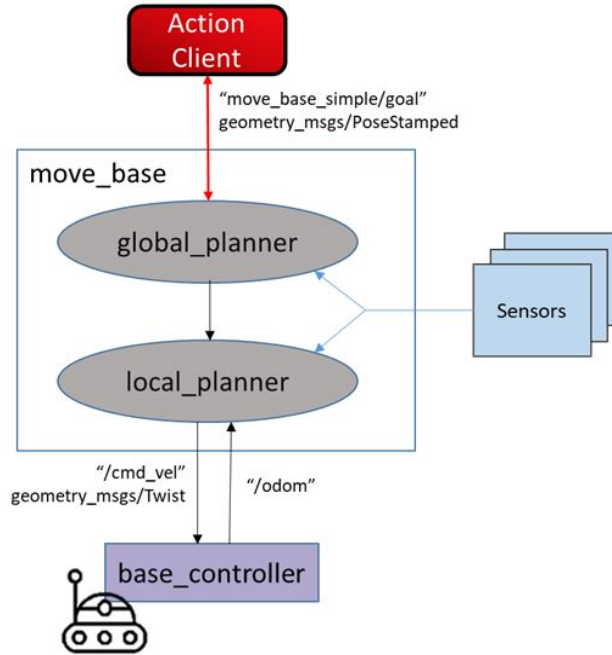 Action
Client
“move_base_simple/goal”
geometry_msgs/PoseStamped
move_base
global_planner
Sensors
local_planner
“/cmd_vel”
geometry_msgs/Twist
“/odom”
base_controller